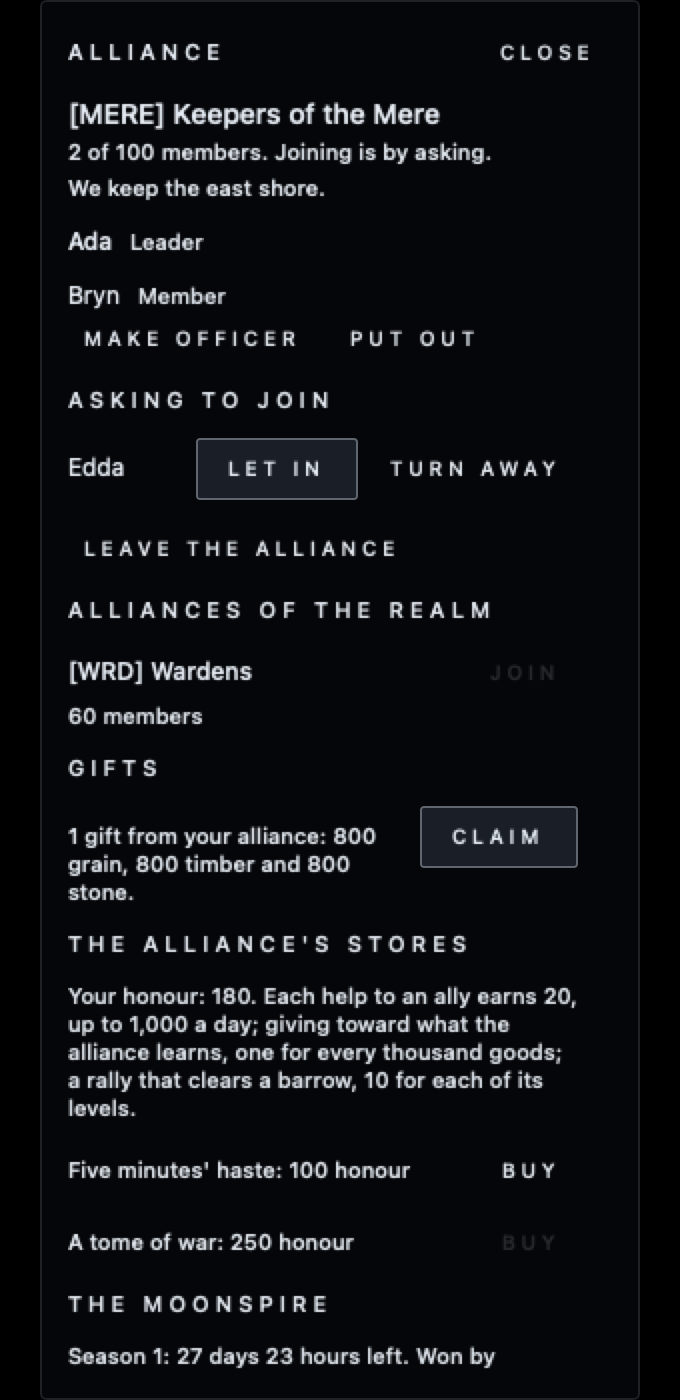 ALLIANCE CLOSE
[MERE] Keepers of the Mere
2 of 100 members. Joining is by asking.
We keep the east shore.
Ada Leader
Bryn Member
MAKE OFFICER PUT OUT
ASKING TO JOIN
Edda LET IN TURN AWAY
LEAVE THE ALLIANCE
ALLIANCES OF THE REALM
[WRD] Wardens JOIN
60 members
GIFTS
1 gift from your alliance: 800 CLAIM
grain, 800 timber and 800
stone.
THE ALLIANCE'S STORES
Your honour: 180. Each help to an ally earns 20,
up to 1,000 a day; giving toward what the
alliance learns, one for every thousand goods;
a rally that clears a barrow, 10 for each of its
levels.
Five minutes' haste: 100 honour BUY
A tome of war: 250 honour BUY
THE MOONSPIRE
Season 1: 27 days 23 hours left. Won by